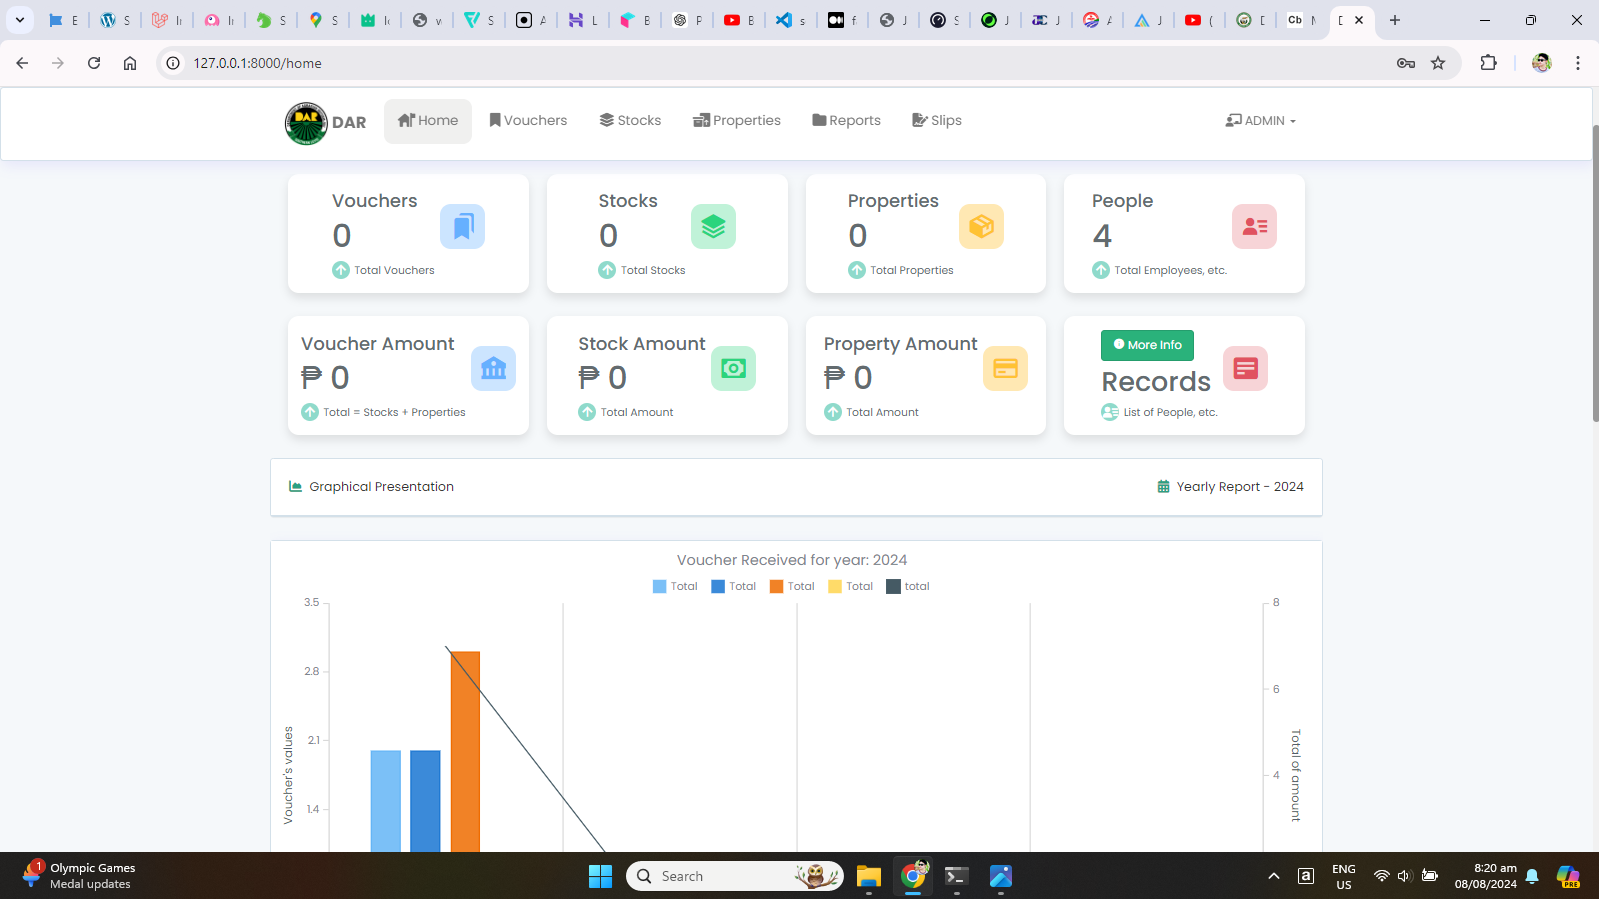 127.0.0.1:8000/home
DAR
Home
Vouchers
Stocks
Properties
Reports
Slips
ADMIN
Vouchers
0
Total Vouchers
Stocks
0
Total Stocks
Properties
0
Total Properties
People
4
Total Employees, etc.
Voucher Amount
₱ 0
Total = Stocks + Properties
Stock Amount
₱ 0
Total Amount
Property Amount
₱ 0
Total Amount
More Info
Records
List of People, etc.
Graphical Presentation
Yearly Report - 2024
Voucher Received for year: 2024
Total
Total
Total
Total
total
3.5
2.8
2.1
1.4
Voucher's values
8
6
4
Total of amount
1
Olympic Games
Medal updates
Search
ENG
US
8:20 am
08/08/2024
PRE